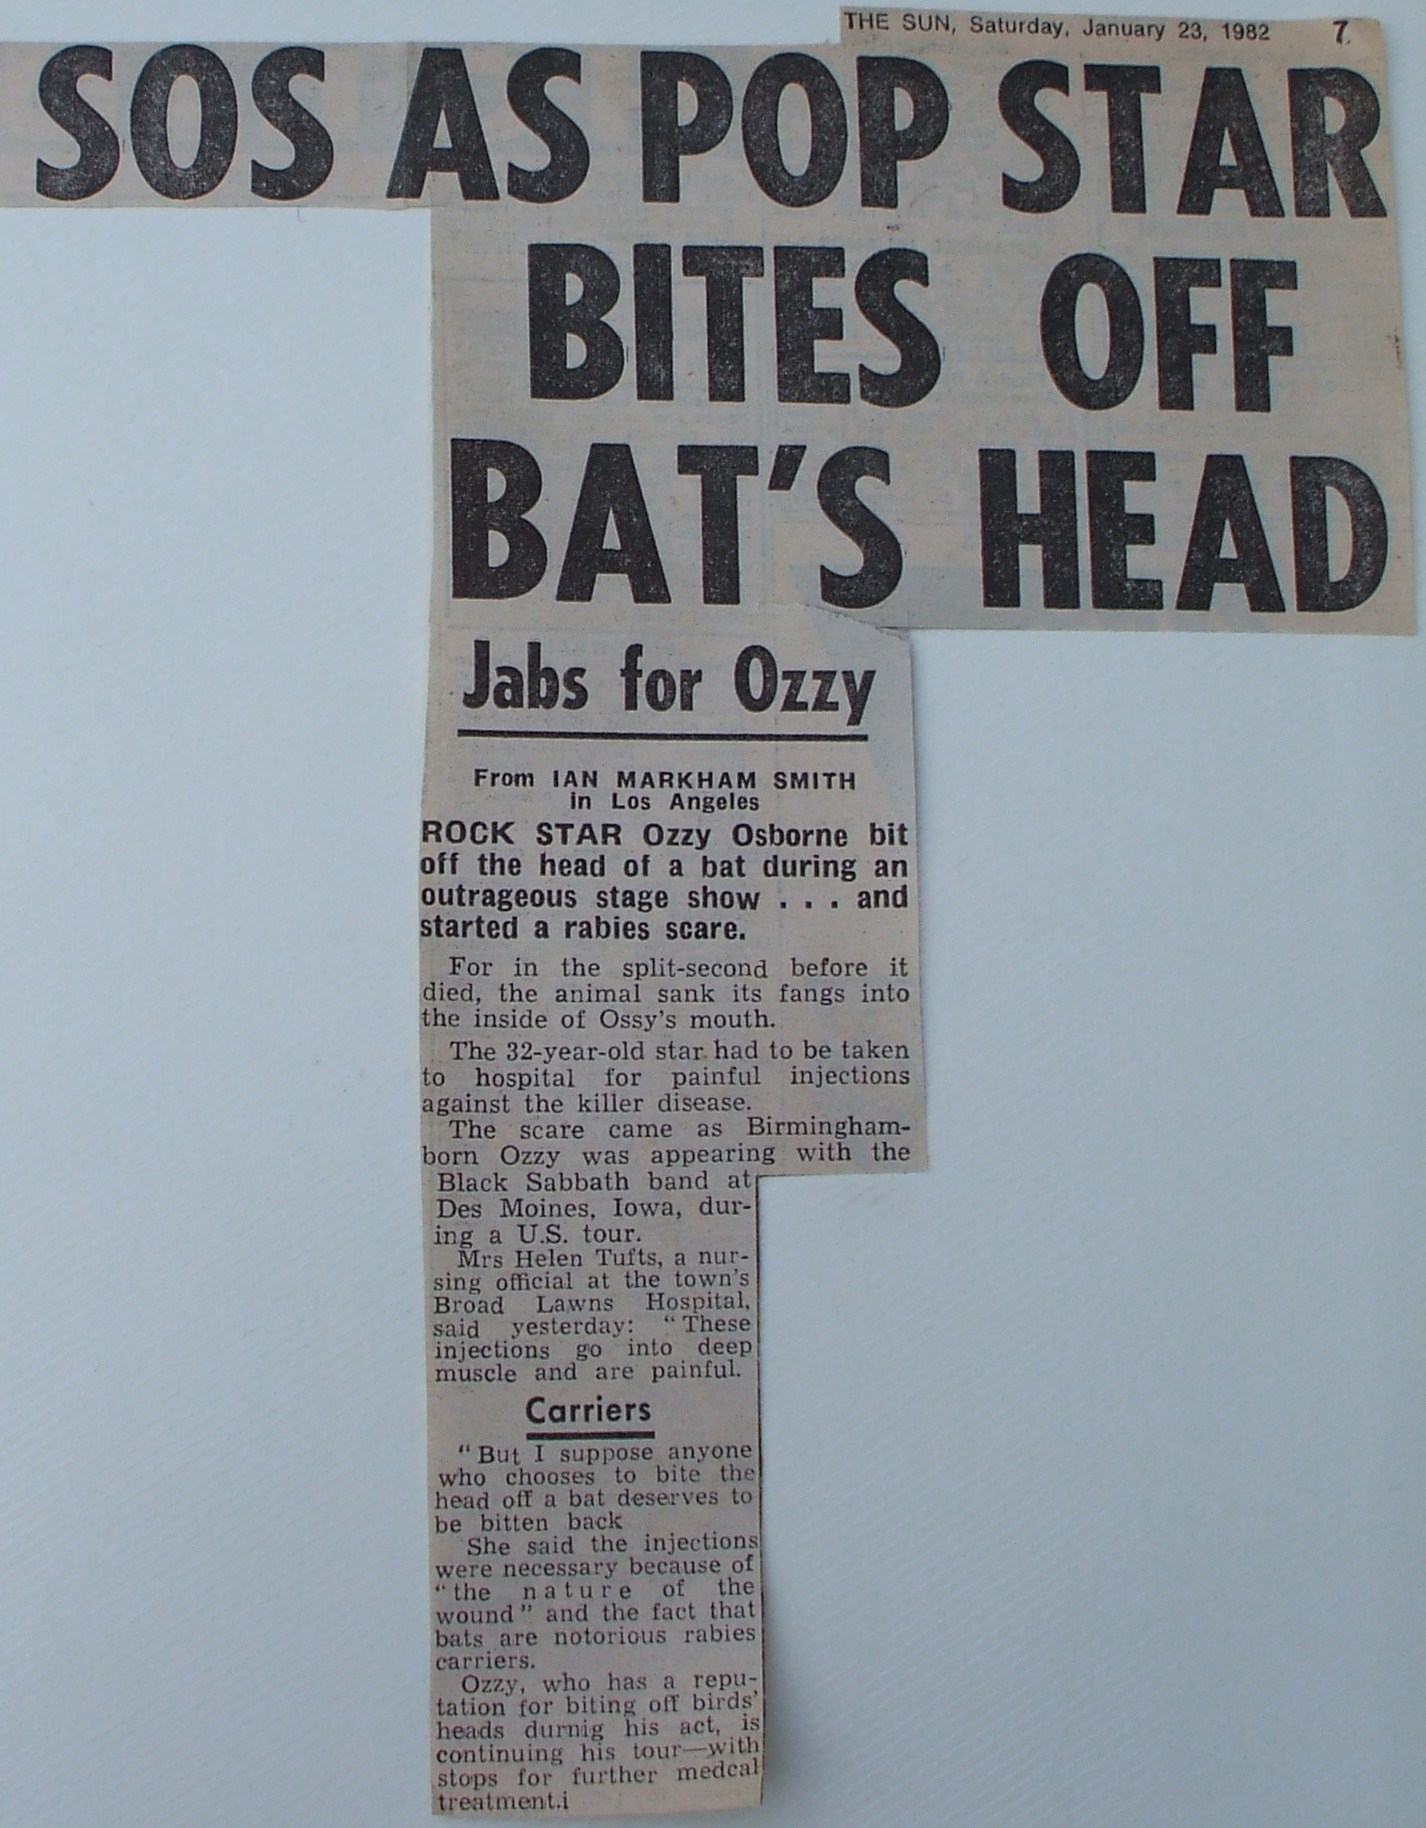 THE SUN, Saturday, January 23, 1982 7
SOS AS POP STAR
BITES OFF
BAT'S HEAD
Jabs for Ozzy
From IAN MARKHAM SMITH
in Los Angeles
ROCK STAR Ozzy Osborne bit
off the head of a bat during an
outrageous stage show . . . and
started a rabies scare.
For in the split-second before it
died, the animal sank its fangs into
the inside of Ossy's mouth.
The 32-year-old star had to be taken
to hospital for painful injections
against the killer disease.
The scare came as Birmingham-
born Ozzy was appearing with the
Black Sabbath band at
Des Moines, Iowa, dur-
ing a U.S. tour.
Mrs Helen Tufts, a nur-
sing official at the town's
Broad Lawns Hospital,
said yesterday: "These
injections go into deep
muscle and are painful.
Carriers
"But I suppose anyone
who chooses to bite the
head off a bat deserves to
be bitten back
She said the injections
were necessary because of
"the nature of the
wound" and the fact that
bats are notorious rabies
carriers.
Ozzy, who has a repu-
tation for biting off birds'
heads durnig his act, is
continuing his tour—with
stops for further medcal
treatment.i